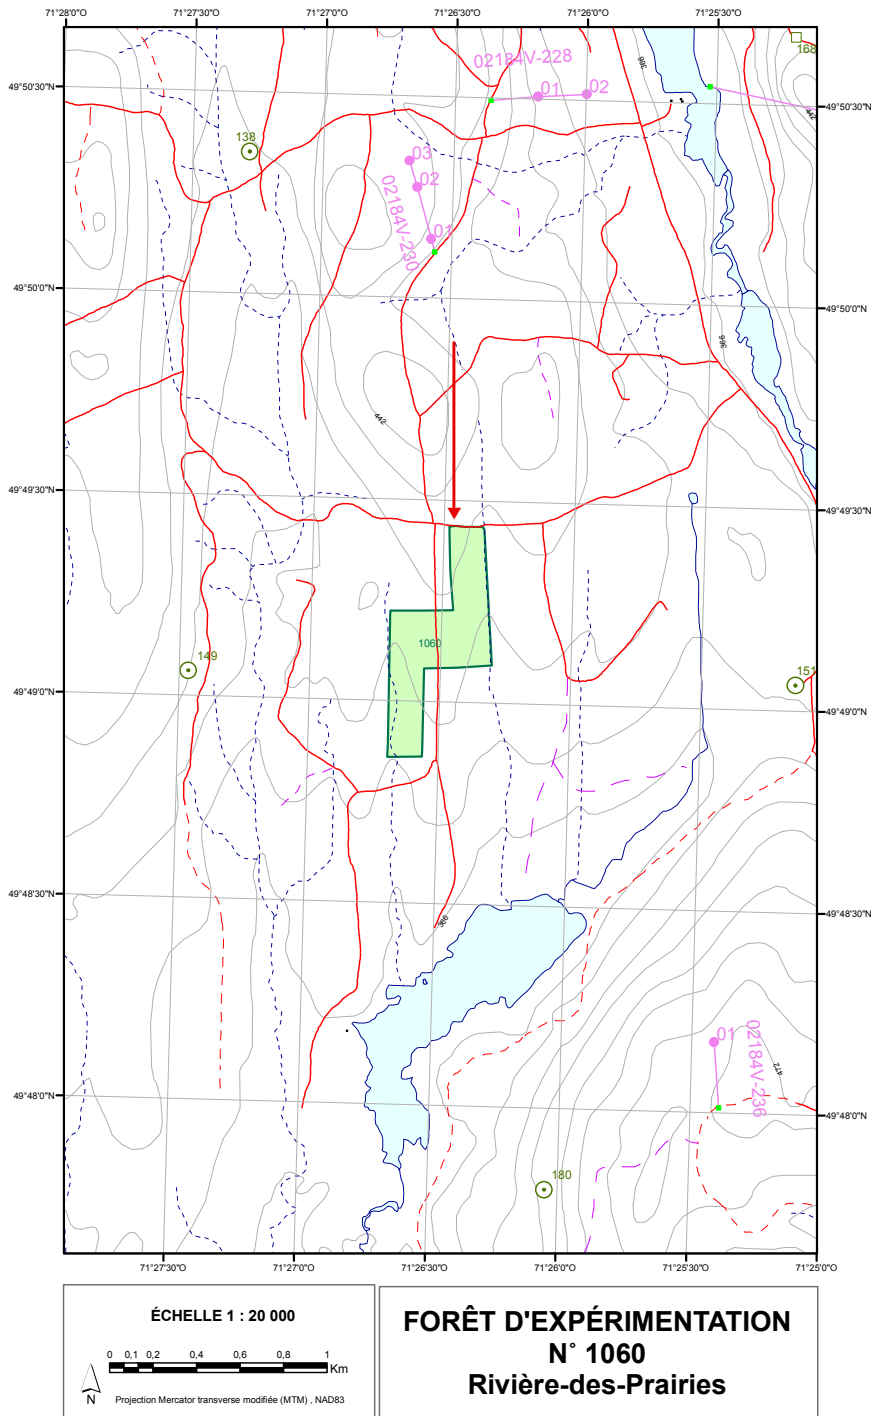 71°28'0"O 71°27'30"O 71°27'0"O 71°26'30"O 71°26'0"O 71°25'30"O
168
02184V-228
01 02
386
49°50'30"N
49°50'30"N
442
138
03
02
01
02184V-230
49°50'0"N
49°50'0"N
366
442
49°49'30"N
49°49'30"N
1060
149
151
49°49'0"N
49°49'0"N
49°48'30"N
49°48'30"N
366
01
02184V-236
472
49°48'0"N
49°48'0"N
180
71°27'30"O 71°27'0"O 71°26'30"O 71°26'0"O 71°25'30"O 71°25'0"O
ÉCHELLE 1 : 20 000
0 0,1 0,2 0,4 0,6 0,8 1
Km
N
Projection Mercator transverse modifiée (MTM) , NAD83
FORÊT D'EXPÉRIMENTATION
N° 1060
Rivière-des-Prairies